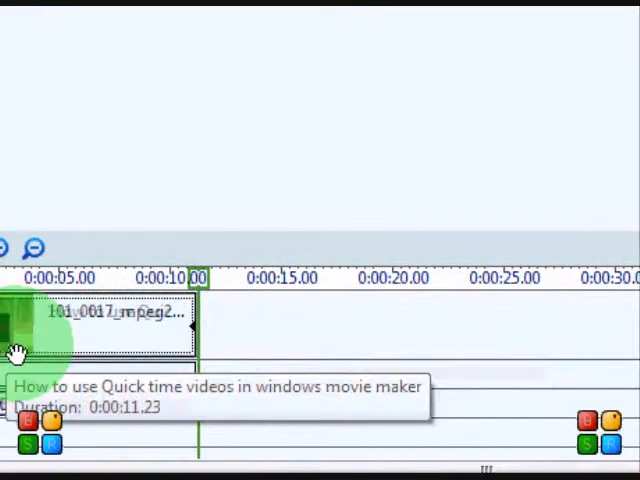 0:00:05.00 0:00:10.00 0:00:15.00 0:00:20.00 0:00:25.00 0:00:30.0
101_0017_mpeg2...
How to use Quick time videos in windows movie maker
Duration: 0:00:11.23
B
S R
B
S R